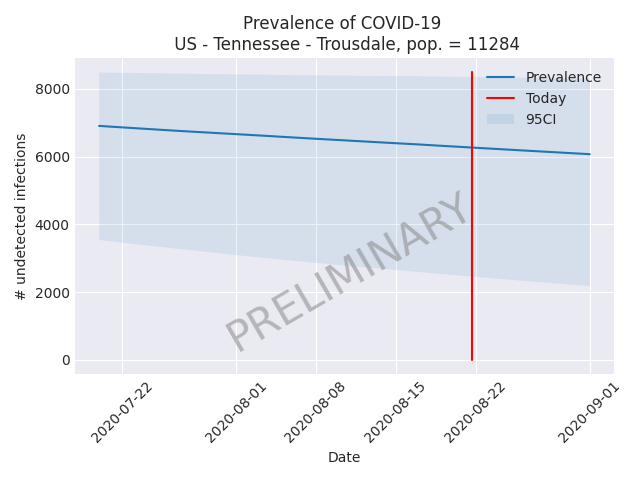 Prevalence of COVID-19
US - Tennessee - Trousdale, pop. = 11284
Prevalence
Today
95CI
8000
6000
4000
2000
0
# undetected infections
PRELIMINARY
2020-07-22
2020-08-01
2020-08-08
2020-08-15
2020-08-22
2020-09-01
Date